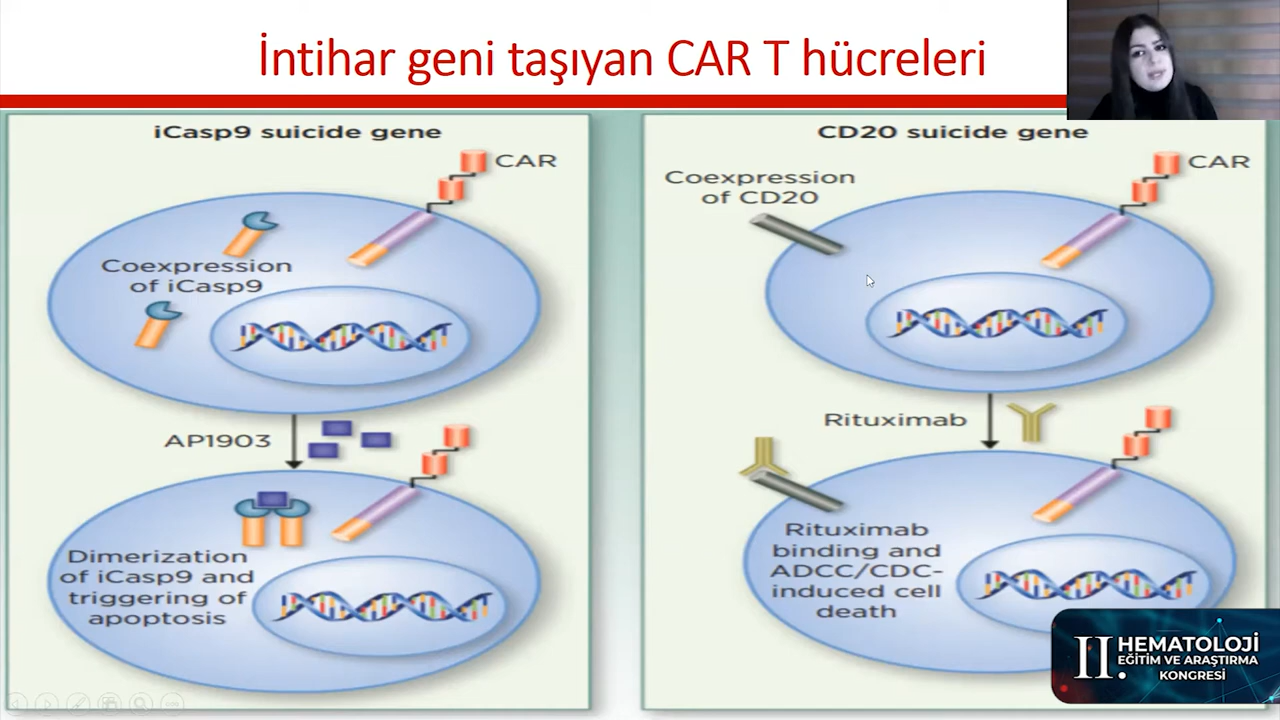 İntihar geni taşıyan CAR T hücreleri
iCasp9 suicide gene
CAR
Coexpression
of iCasp9
AP1903
Dimerization
of iCasp9 and
triggering of
apoptosis
CD20 suicide gene
Coexpression
of CD20
CAR
Rituximab
Rituximab
binding and
ADCC/CDC-
induced cell
death
II. HEMATOLOJİ
EĞİTİM VE ARAŞTIRMA
KONGRESİ